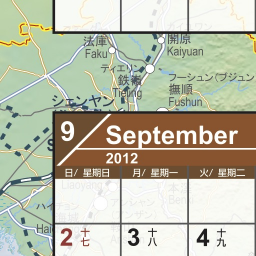 法庫
Faku
開原
Kaiyuan
ティエリン
鉄嶺
Tieling
フーシュン(ブジュン
撫順
Fushun
シェンヤン
9
September
2012
日/ 星期日
月/ 星期一
火/ 星期二
2 十七
3 十八
4 十九